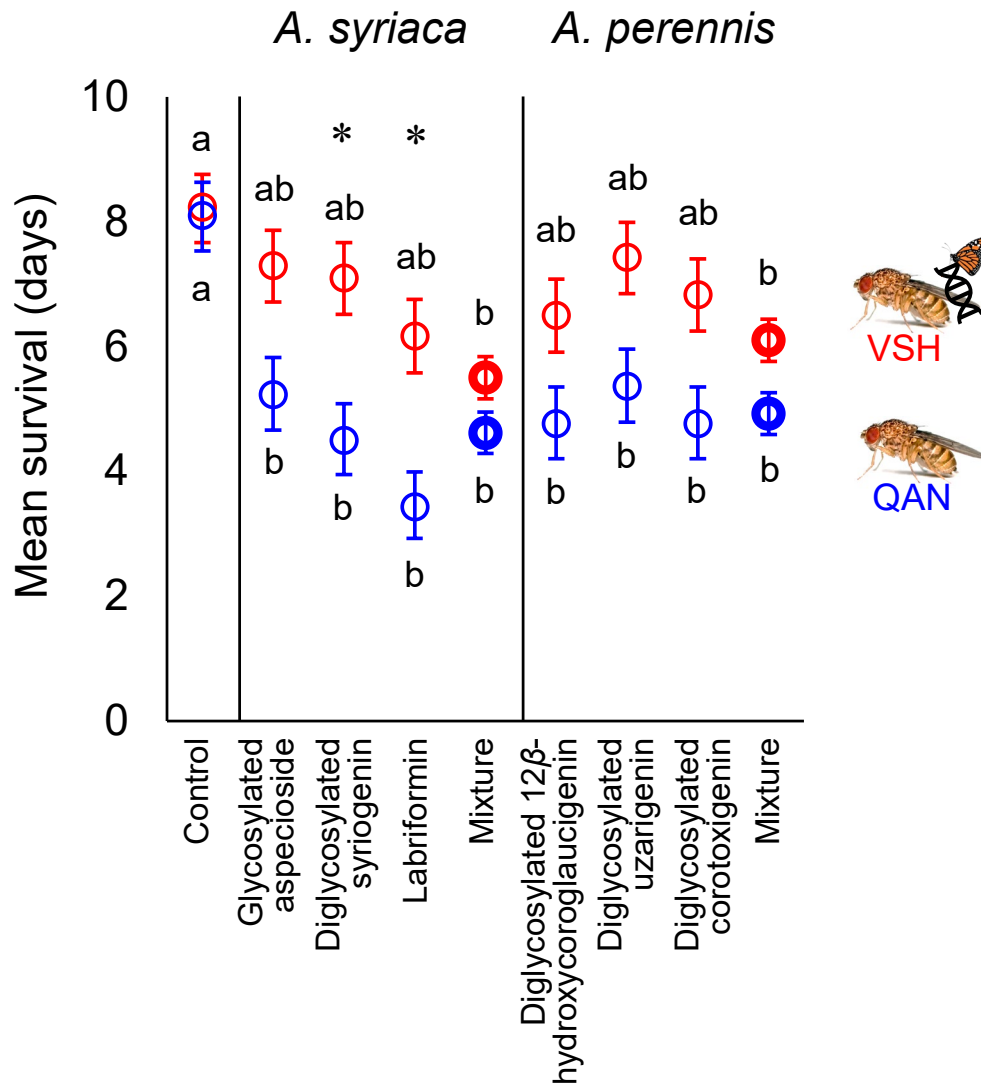 A. syriaca
A. perennis
Mean survival (days)
10
8
6
4
2
0
a
a
ab
b
*
ab
b
*
ab
b
b
b
ab
b
ab
b
ab
b
b
b
VSH
QAN
Control
Glycosylated
aspecioside
Diglycosylated
syriogenin
Labriformin
Mixture
Diglycosylated 12β-
hydroxycoroglaucigenin
Diglycosylated
uzarigenin
Diglycosylated
corotoxigenin
Mixture